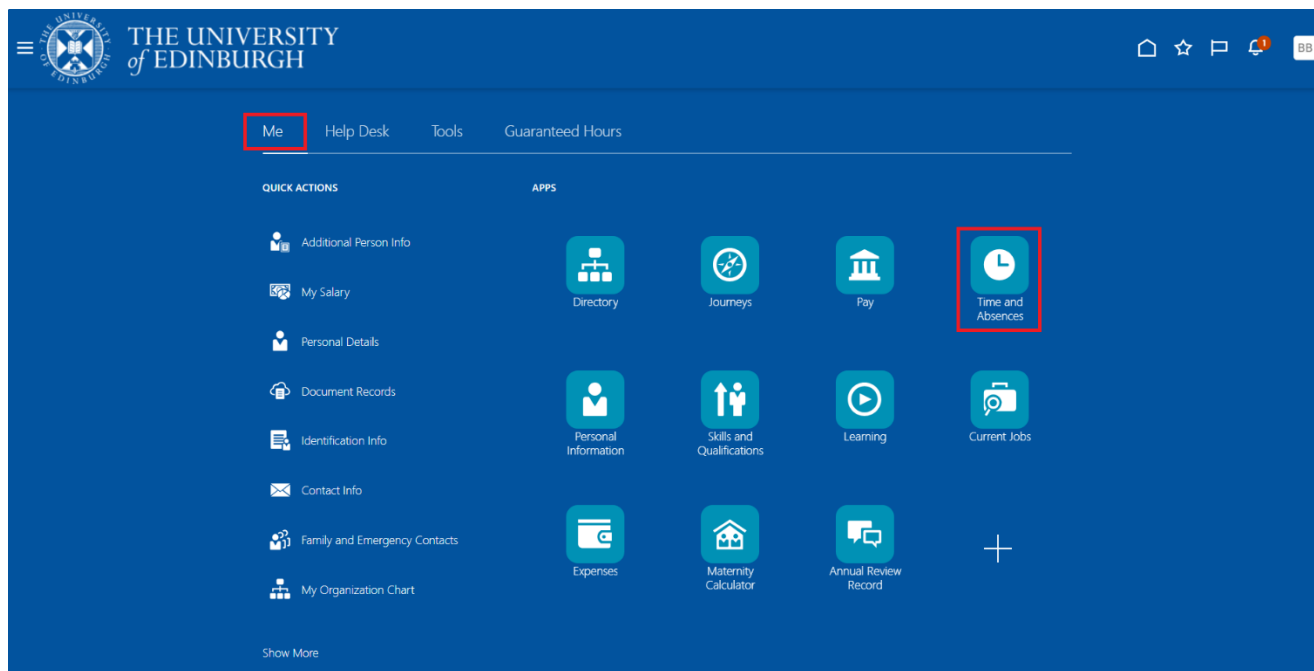 THE UNIVERSITY
of EDINBURGH
1
BB
Me
Help Desk
Tools
Guaranteed Hours
QUICK ACTIONS
APPS
Additional Person Info
My Salary
Personal Details
Document Records
Identification Info
Contact Info
Family and Emergency Contacts
My Organization Chart
Show More
Directory
Journeys
Pay
Time and
Absences
Personal
Information
Skills and
Qualifications
Learning
Current Jobs
Expenses
Maternity
Calculator
Annual Review
Record